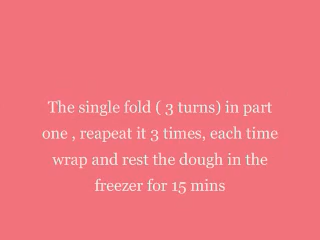 The single fold ( 3 turns) in part
one , reapeat it 3 times, each time
wrap and rest the dough in the
freezer for 15 mins